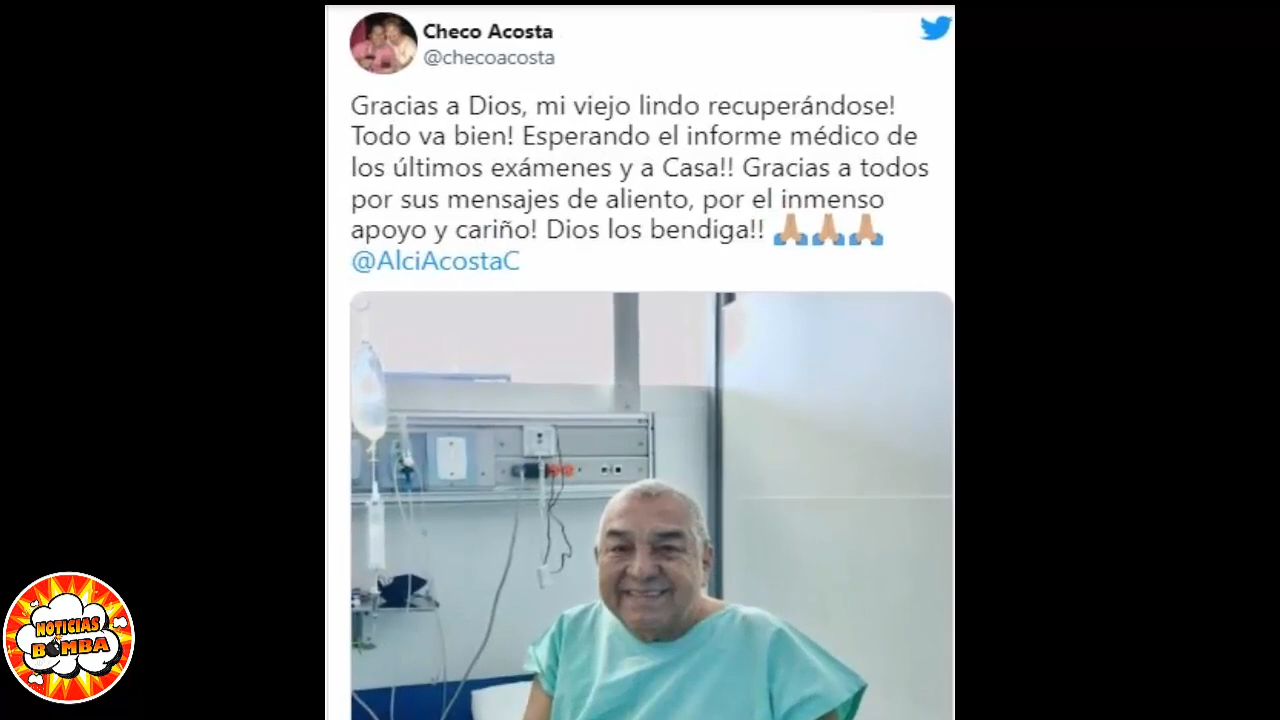 Checo Acosta
@checoacosta
Gracias a Dios, mi viejo lindo recuperándose!
Todo va bien! Esperando el informe médico de
los últimos exámenes y a Casa!! Gracias a todos
por sus mensajes de aliento, por el inmenso
apoyo y cariño! Dios los bendiga!! 🙏🏼🙏🏼🙏🏼
@AlciAcostaC
NOTICIAS
BOMBA